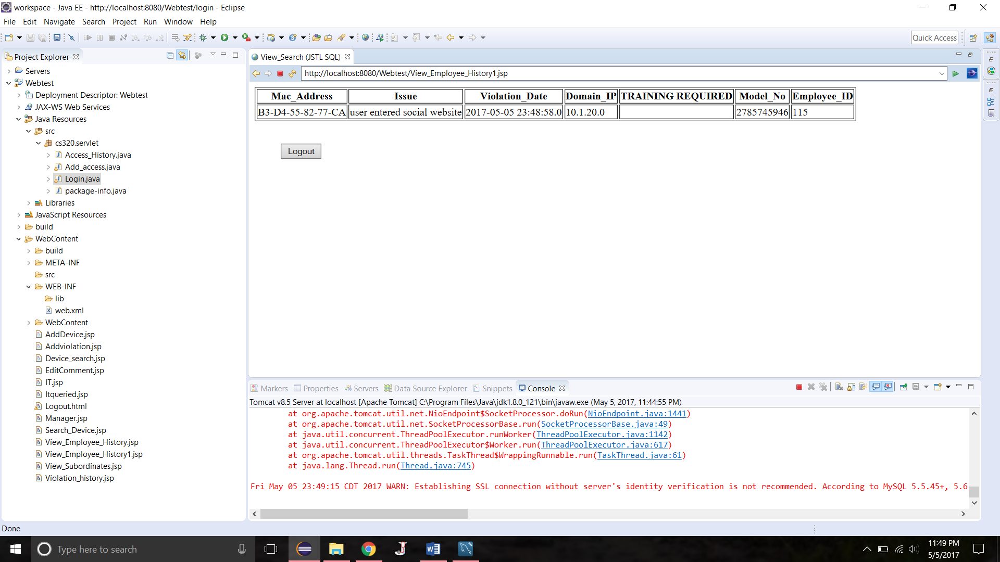 workspace - Java EE - http://localhost:8080/Webtest/login - Eclipse
File Edit Navigate Search Project Run Window Help
Quick Access
Project Explorer
Servers
Webtest
Deployment Descriptor: Webtest
JAX-WS Web Services
Java Resources
src
cs320.servlet
Access_History.java
Add_access.java
Login.java
package-info.java
Libraries
JavaScript Resources
build
WebContent
build
META-INF
src
WEB-INF
lib
web.xml
WebContent
AddDevice.jsp
Addviolation.jsp
Device_search.jsp
EditComment.jsp
IT.jsp
Itqueried.jsp
Logout.html
Manager.jsp
Search_Device.jsp
View_Employee_History.jsp
View_Employee_History1.jsp
View_Subordinates.jsp
Violation_history.jsp
View_Search (JSTL SQL)
http://localhost:8080/Webtest/View_Employee_History1.jsp
Mac_Address Issue Violation_Date Domain_IP TRAINING REQUIRED Model_No Employee_ID
B3-D4-55-82-77-CA user entered social website 2017-05-05 23:48:58.0 10.1.20.0 2785745946 115
Logout
Markers Properties Servers Data Source Explorer Snippets Console
Tomcat v8.5 Server at localhost [Apache Tomcat] C:\Program Files\Java\jdk1.8.0_121\bin\javaw.exe (May 5, 2017, 11:44:55 PM)
at org.apache.tomcat.util.net.NioEndpoint$SocketProcessor.doRun(NioEndpoint.java:1441)
at org.apache.tomcat.util.net.SocketProcessorBase.run(SocketProcessorBase.java:49)
at java.util.concurrent.ThreadPoolExecutor.runWorker(ThreadPoolExecutor.java:1142)
at java.util.concurrent.ThreadPoolExecutor$Worker.run(ThreadPoolExecutor.java:617)
at org.apache.tomcat.util.threads.TaskThread$WrappingRunnable.run(TaskThread.java:61)
at java.lang.Thread.run(Thread.java:745)
Fri May 05 23:49:15 CDT 2017 WARN: Establishing SSL connection without server's identity verification is not recommended. According to MySQL 5.5.45+, 5.6
Done
Type here to search
11:49 PM
5/5/2017